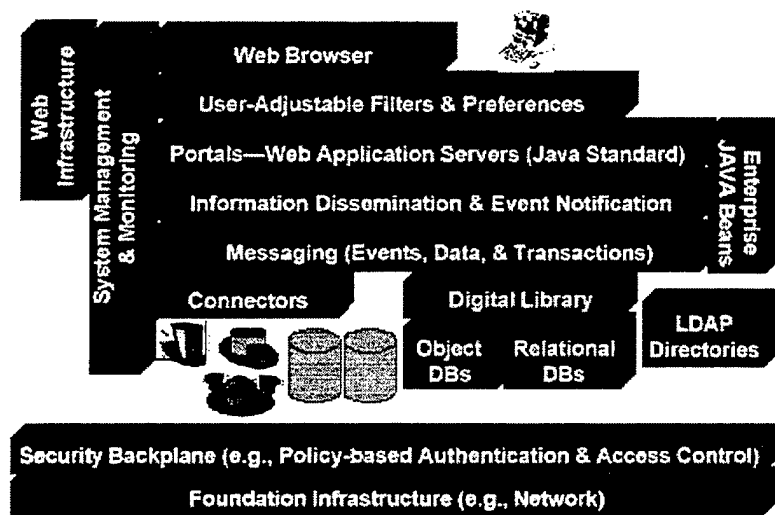 Web Browser
Web
Infrastructure
System Management
& Monitoring
User-Adjustable Filters & Preferences
Portals—Web Application Servers (Java Standard)
Enterprise
JAVA Beans
Information Dissemination & Event Notification
Messaging (Events, Data, & Transactions)
Connectors
Digital Library
LDAP
Directories
Object
DBs
Relational
DBs
Security Backplane (e.g., Policy-based Authentication & Access Control)
Foundation Infrastructure (e.g., Network)